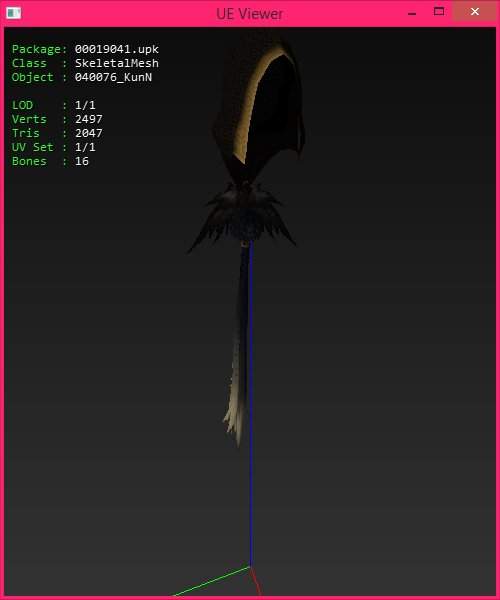 UE Viewer
Package: 00019041.upk
Class  : SkeletalMesh
Object : 040076_KunN
LOD    : 1/1
Verts  : 2497
Tris   : 2047
UV Set : 1/1
Bones  : 16